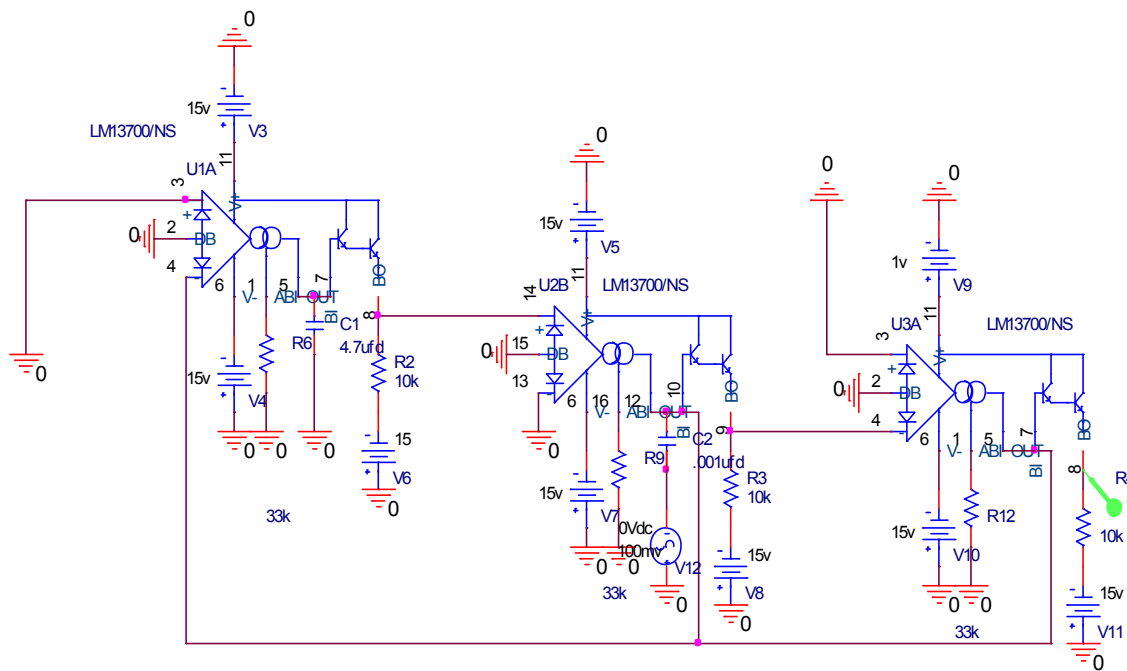 0
15v
V3
LM13700/NS
11
U1A
3
V+
+
2
0
DB
4
-
6
1
5
7
V-
ABI
OUT
BI
BO
8
R6
C1
4.7ufd
R2
10k
15v
V4
0
0
0
0
15
V6
0
33k
0
15v
V5
11
U2B
LM13700/NS
14
V+
+
15
0
DB
13
-
6
16
12
10
V-
ABI
OUT
BI
BO
9
0
R9
C2
.001ufd
R3
10k
15v
V7
0
0
33k
0Vdc
100mv
V12
0
15v
V8
0
0
0
1v
V9
11
LM13700/NS
3
U3A
V+
+
2
0
DB
4
-
6
1
5
7
V-
ABI
OUT
BI
BO
8
R12
10k
15v
V10
0
0
33k
15v
V11
0